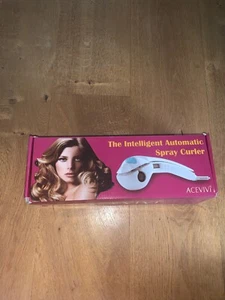 The Intelligent Automatic
Spray Curler
ACEVIVI